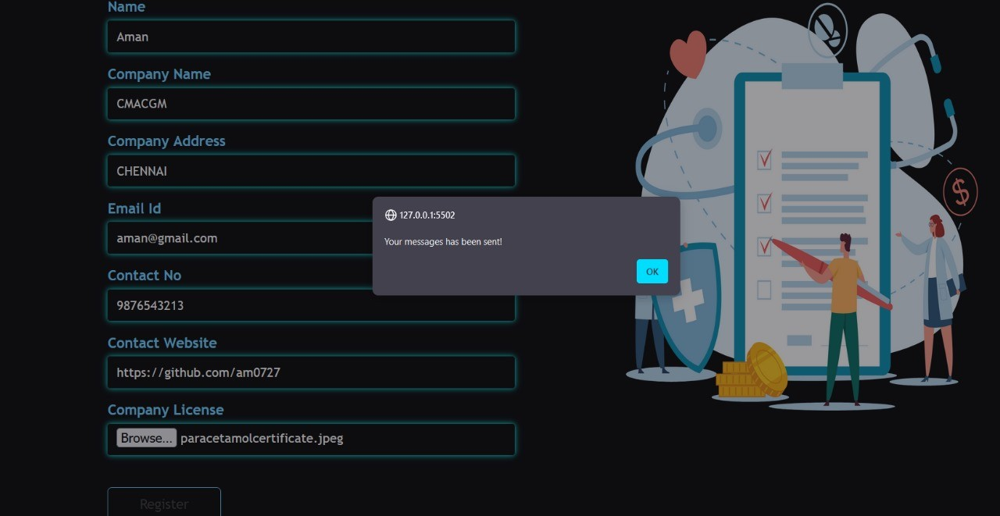 Name
Aman
Company Name
CMACGM
Company Address
CHENNAI
Email Id
aman@gmail.com
127.0.0.1:5502
Your messages has been sent!
OK
Contact No
9876543213
Contact Website
https://github.com/am0727
Company License
Browse... paracetamolcertificate.jpeg
Register
$